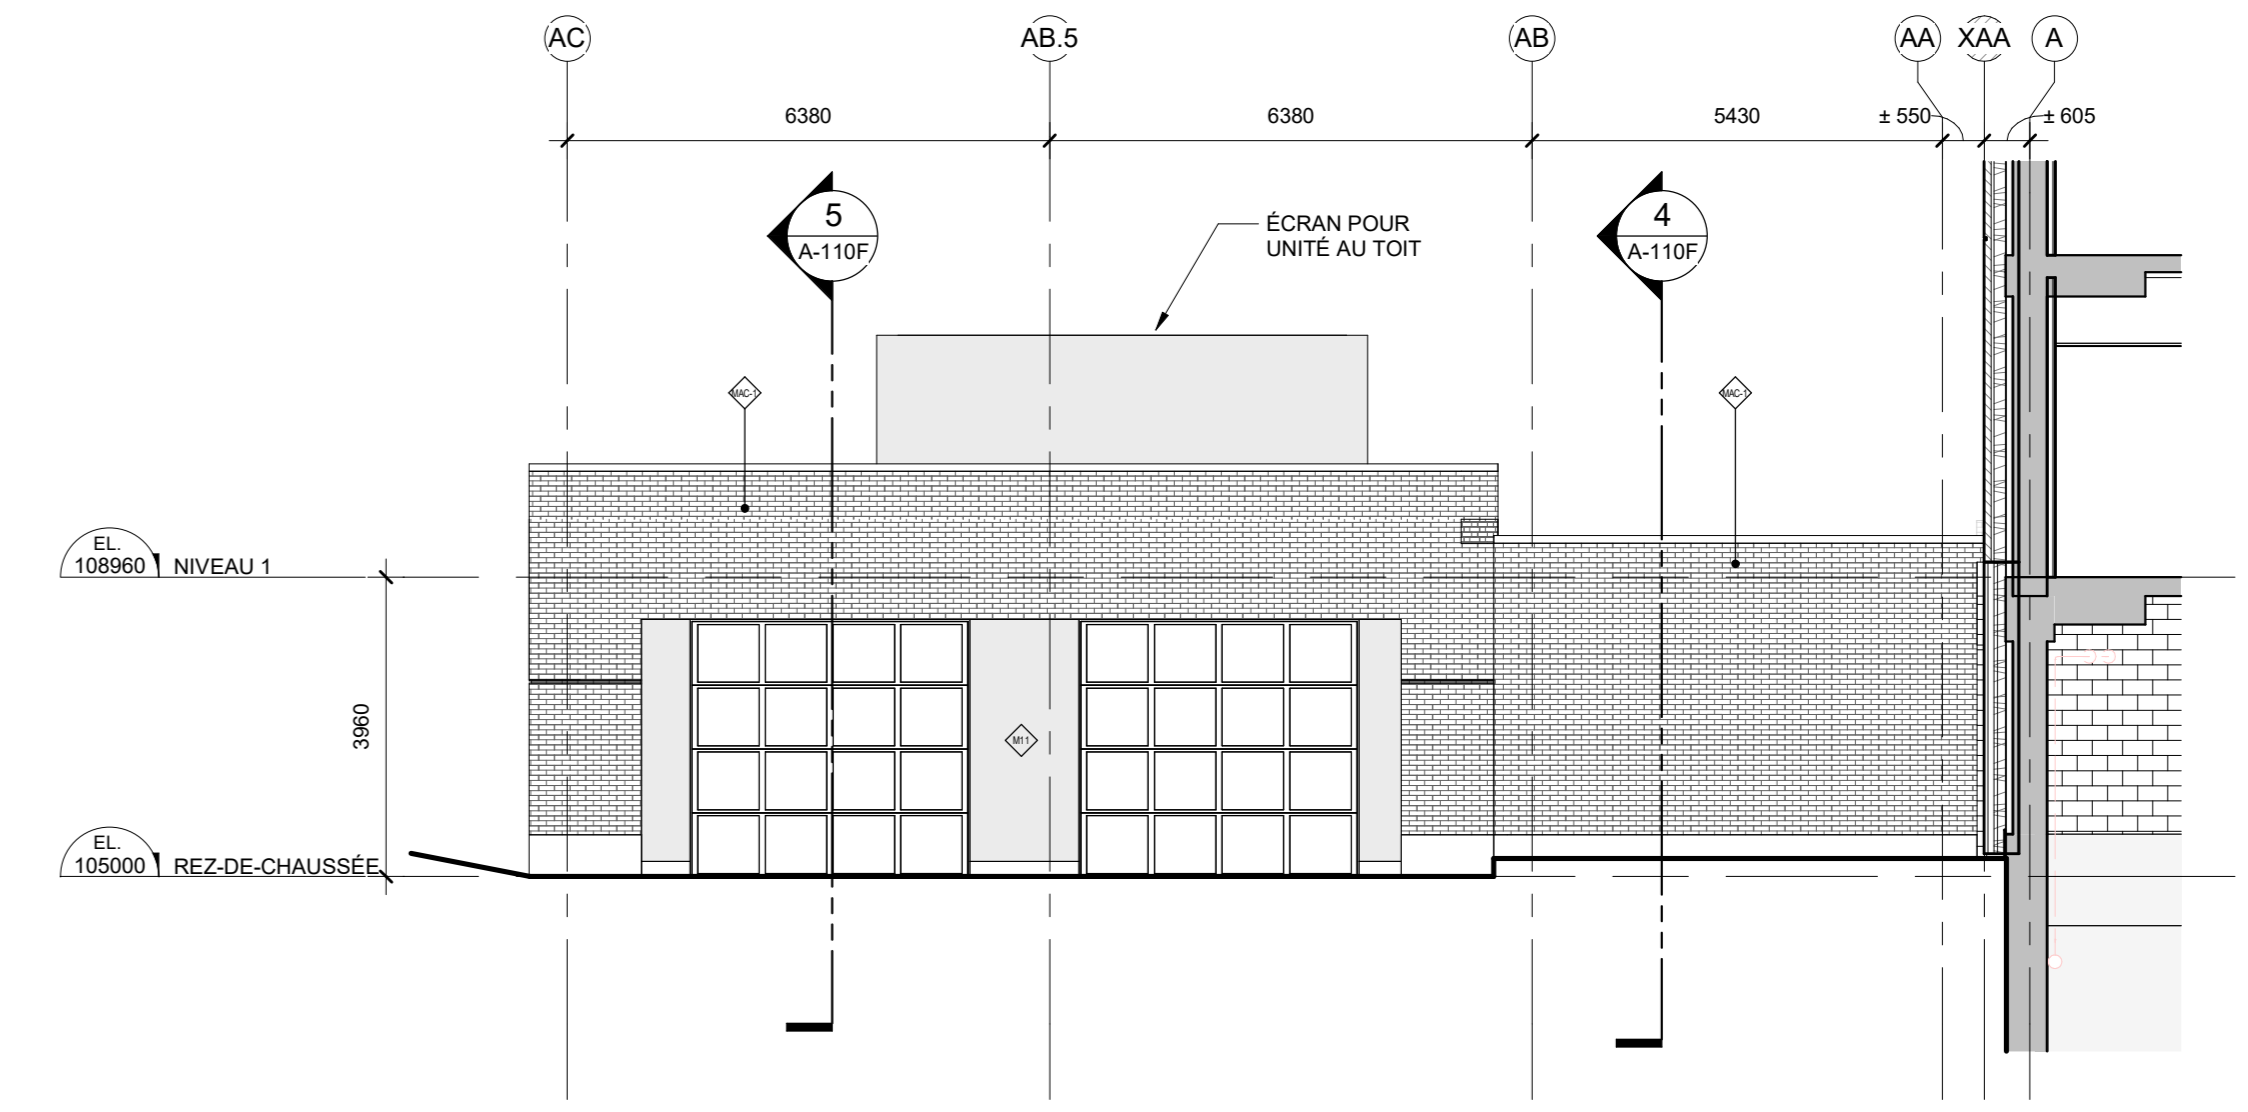 AC
AB.5
AB
AA
XAA
A
6380
6380
5430
± 550
± 605
5
A-110F
ÉCRAN POUR
UNITÉ AU TOIT
4
A-110F
MAC-1
MAC-1
EL.
108960
NIVEAU 1
3960
M11
EL.
105000
REZ-DE-CHAUSSÉE